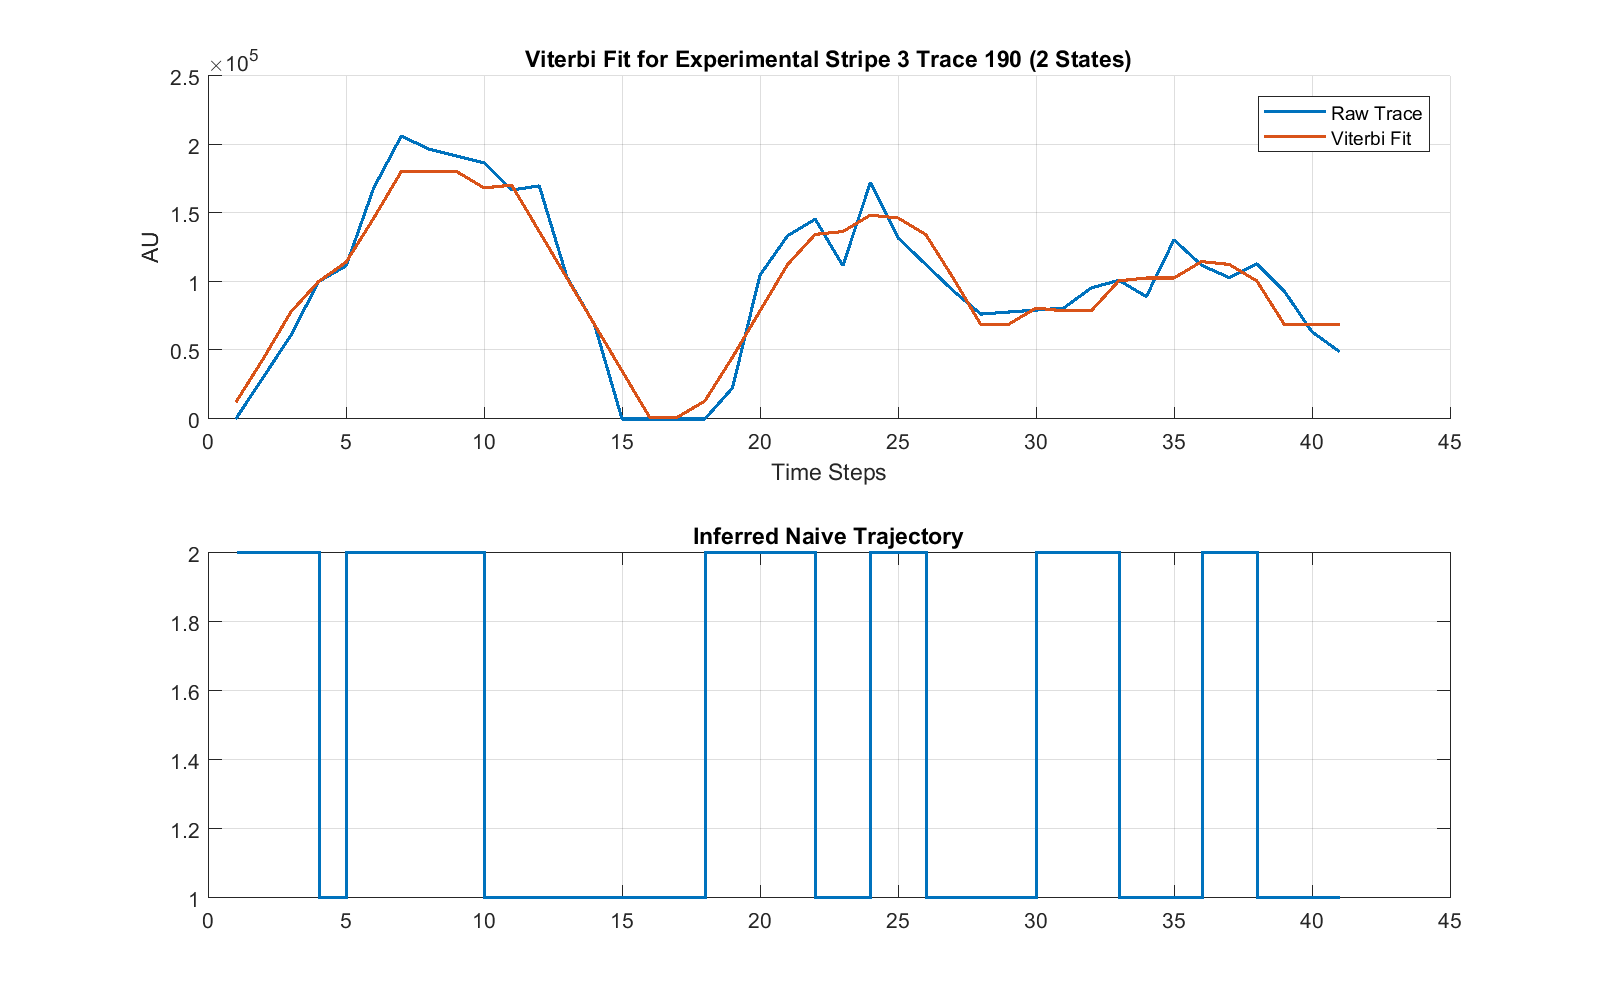 Viterbi Fit for Experimental Stripe 3 Trace 190 (2 States)
×10^5
2.5
2
1.5
1
0.5
0
AU
Raw Trace
Viterbi Fit
0 5 10 15 20 25 30 35 40 45
Time Steps
Inferred Naive Trajectory
2
1.8
1.6
1.4
1.2
1
0 5 10 15 20 25 30 35 40 45